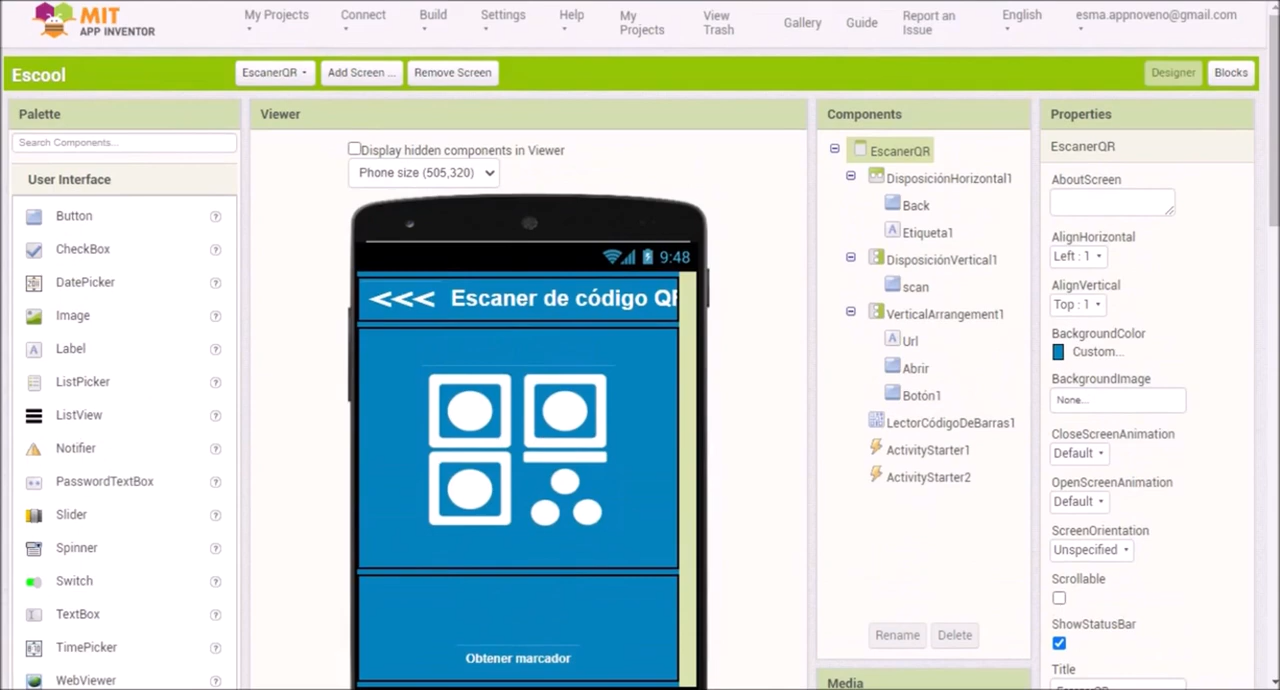 MIT
APP INVENTOR
My Projects
Connect
Build
Settings
Help
My
Projects
View
Trash
Gallery
Guide
Report an
Issue
English
esma.appnoveno@gmail.com
Escool
EscanerQR
Add Screen ...
Remove Screen
Designer
Blocks
Palette
Search Components...
User Interface
Button
CheckBox
DatePicker
Image
Label
ListPicker
ListView
Notifier
PasswordTextBox
Slider
Spinner
Switch
TextBox
TimePicker
WebViewer
Viewer
Display hidden components in Viewer
Phone size (505,320)
9:48
<<< Escaner de código QR
Obtener marcador
Components
EscanerQR
DisposiciónHorizontal1
Back
Etiqueta1
DisposiciónVertical1
scan
VerticalArrangement1
Url
Abrir
Botón1
LectorCódigoDeBarras1
ActivityStarter1
ActivityStarter2
Rename
Delete
Media
Properties
EscanerQR
AboutScreen
AlignHorizontal
Left : 1
AlignVertical
Top : 1
BackgroundColor
Custom...
BackgroundImage
None...
CloseScreenAnimation
Default
OpenScreenAnimation
Default
ScreenOrientation
Unspecified
Scrollable
ShowStatusBar
Title